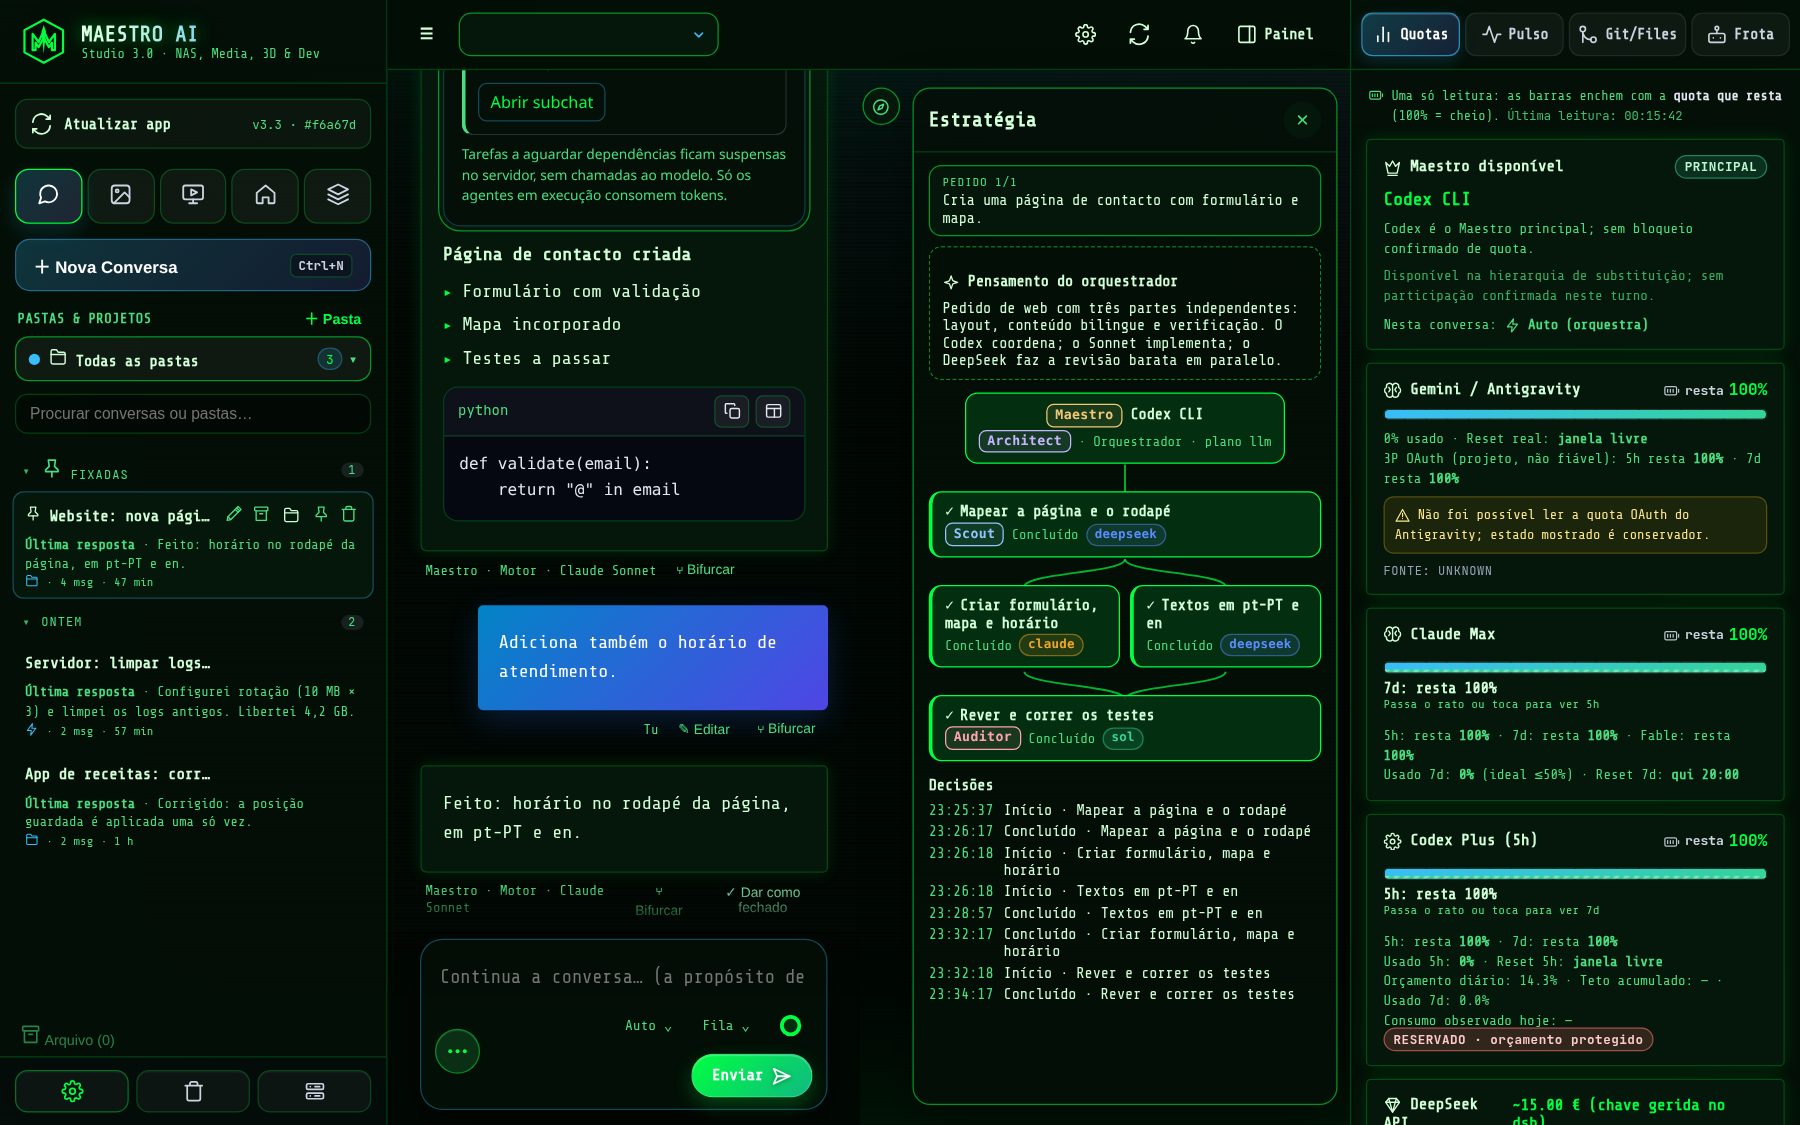 MAESTRO AI
Studio 3.0 · NAS, Media, 3D & Dev
Atualizar app
v3.3 · #f6a67d
+ Nova Conversa
Ctrl+N
PASTAS & PROJETOS
+ Pasta
Todas as pastas
3
Procurar conversas ou pastas…
FIXADAS
1
Website: nova pági…
Última resposta · Feito: horário no rodapé da
página, em pt-PT e en.
· 4 msg · 47 min
ONTEM
2
Servidor: limpar logs…
Última resposta · Configurei rotação (10 MB ×
3) e limpei os logs antigos. Libertei 4,2 GB.
· 2 msg · 57 min
App de receitas: corr…
Última resposta · Corrigido: a posição
guardada é aplicada uma só vez.
· 2 msg · 1 h
Arquivo (0)
Painel
Abrir subchat
Tarefas a aguardar dependências ficam suspensas
no servidor, sem chamadas ao modelo. Só os
agentes em execução consomem tokens.
Página de contacto criada
▸ Formulário com validação
▸ Mapa incorporado
▸ Testes a passar
python
def validate(email):
    return "@" in email
Maestro · Motor · Claude Sonnet
Bifurcar
Adiciona também o horário de
atendimento.
Tu
✎ Editar
Bifurcar
Feito: horário no rodapé da página,
em pt-PT e en.
Maestro · Motor · Claude
Sonnet
Bifurcar
✓ Dar como
fechado
Continua a conversa… (a propósito de
Auto
Fila
Enviar
Estratégia
PEDIDO 1/1
Cria uma página de contacto com formulário e
mapa.
Pensamento do orquestrador
Pedido de web com três partes independentes:
layout, conteúdo bilingue e verificação. O
Codex coordena; o Sonnet implementa; o
DeepSeek faz a revisão barata em paralelo.
Maestro Codex CLI
Architect · Orquestrador · plano llm
✓ Mapear a página e o rodapé
Scout Concluído deepseek
✓ Criar formulário,
mapa e horário
Concluído claude
✓ Textos em pt-PT e
en
Concluído deepseek
✓ Rever e correr os testes
Auditor Concluído sol
Decisões
23:25:37 Início · Mapear a página e o rodapé
23:26:17 Concluído · Mapear a página e o rodapé
23:26:18 Início · Criar formulário, mapa e
horário
23:26:18 Início · Textos em pt-PT e en
23:28:57 Concluído · Textos em pt-PT e en
23:32:17 Concluído · Criar formulário, mapa e
horário
23:32:18 Início · Rever e correr os testes
23:34:17 Concluído · Rever e correr os testes
Quotas
Pulso
Git/Files
Frota
Uma só leitura: as barras enchem com a quota que resta
(100% = cheio). Última leitura: 00:15:42
Maestro disponível
PRINCIPAL
Codex CLI
Codex é o Maestro principal; sem bloqueio
confirmado de quota.
Disponível na hierarquia de substituição; sem
participação confirmada neste turno.
Nesta conversa: Auto (orquestra)
Gemini / Antigravity
resta 100%
0% usado · Reset real: janela livre
3P OAuth (projeto, não fiável): 5h resta 100% · 7d
resta 100%
Não foi possível ler a quota OAuth do
Antigravity; estado mostrado é conservador.
FONTE: UNKNOWN
Claude Max
resta 100%
7d: resta 100%
Passa o rato ou toca para ver 5h
5h: resta 100% · 7d: resta 100% · Fable: resta
100%
Usado 7d: 0% (ideal ≤50%) · Reset 7d: qui 20:00
Codex Plus (5h)
resta 100%
5h: resta 100%
Passa o rato ou toca para ver 7d
5h: resta 100% · 7d: resta 100%
Usado 5h: 0% · Reset 5h: janela livre
Orçamento diário: 14.3% · Teto acumulado: — ·
Usado 7d: 0.0%
Consumo observado hoje: —
RESERVADO · orçamento protegido
DeepSeek
API
~15.00 € (chave gerida no
dsh)